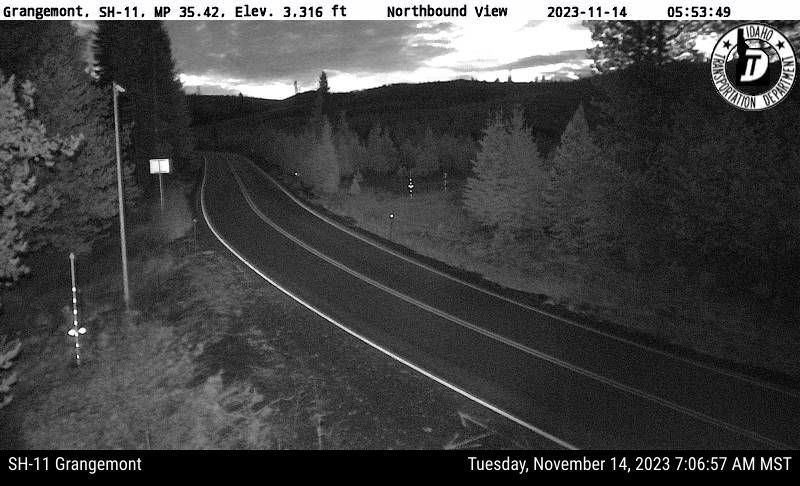 Grangemont, SH-11, MP 35.42, Elev. 3,316 ft Northbound View 2023-11-14 05:53:49
IDAHO
TRANSPORTATION DEPARTMENT
SH-11 Grangemont Tuesday, November 14, 2023 7:06:57 AM MST